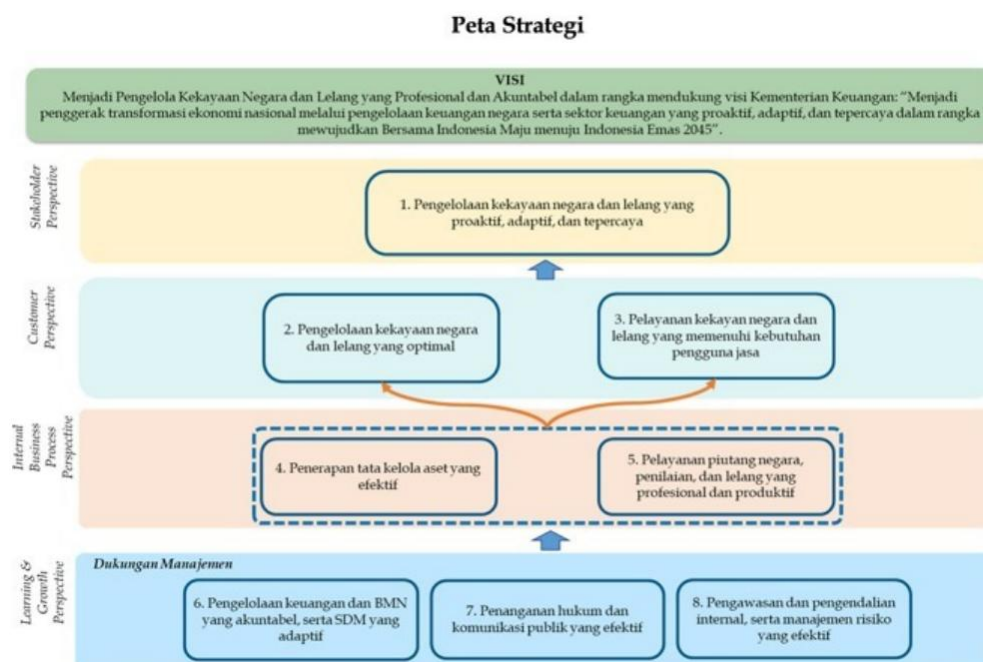 Peta Strategi
VISI
Menjadi Pengelola Kekayaan Negara dan Lelang yang Profesional dan Akuntabel dalam rangka mendukung visi Kementerian Keuangan: “Menjadi
penggerak transformasi ekonomi nasional melalui pengelolaan keuangan negara serta sektor keuangan yang proaktif, adaptif, dan tepercaya dalam rangka
mewujudkan Bersama Indonesia Maju menuju Indonesia Emas 2045”.
Stakeholder
Perspective
1. Pengelolaan kekayaan negara dan lelang yang
proaktif, adaptif, dan tepercaya
Customer
Perspective
2. Pengelolaan kekayaan negara
dan lelang yang optimal
3. Pelayanan kekayan negara dan
lelang yang memenuhi kebutuhan
pengguna jasa
Internal
Business
Process
Perspective
4. Penerapan tata kelola aset yang
efektif
5. Pelayanan piutang negara,
penilaian, dan lelang yang
profesional dan produktif
Learning &
Growth
Perspective
Dukungan Manajemen
6. Pengelolaan keuangan dan BMN
yang akuntabel, serta SDM yang
adaptif
7. Penanganan hukum dan
komunikasi publik yang efektif
8. Pengawasan dan pengendalian
internal, serta manajemen risiko
yang efektif